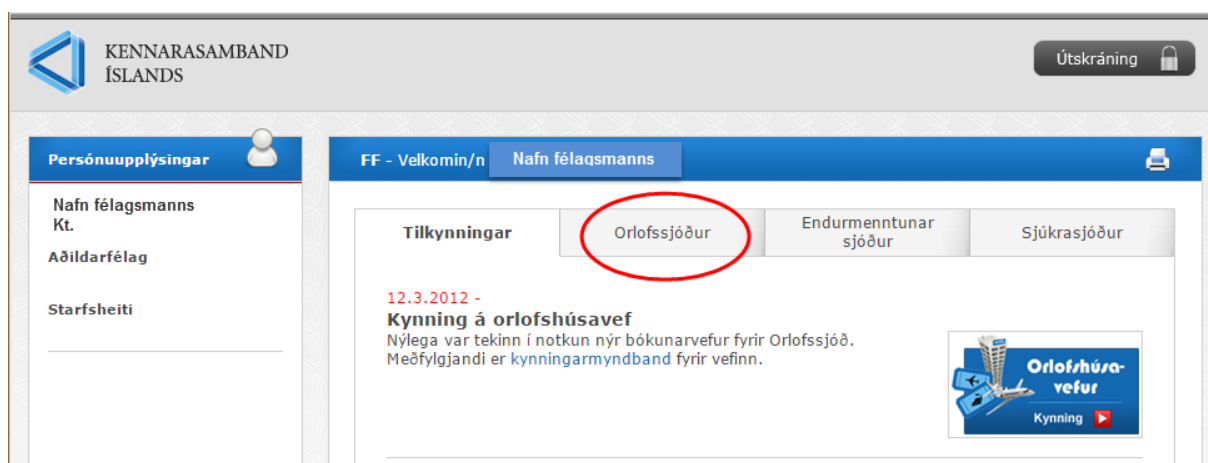 KENNARASAMBAND
ÍSLANDS
Útskráning
Persónuupplýsingar
Nafn félagsmanns
Kt.
Aðildarfélag
Starfsheiti
FF - Velkomin/n Nafn félagsmanns
Tilkynningar
Orlofssjóður
Endurmenntunar
sjóður
Sjúkrasjóður
12.3.2012 -
Kynning á orlofshúsavef
Nýlega var tekinn í notkun nýr bókunarvefur fyrir Orlofssjóð.
Meðfylgjandi er kynningarmyndband fyrir vefinn.
Orlofshúsa-
vefur
Kynning